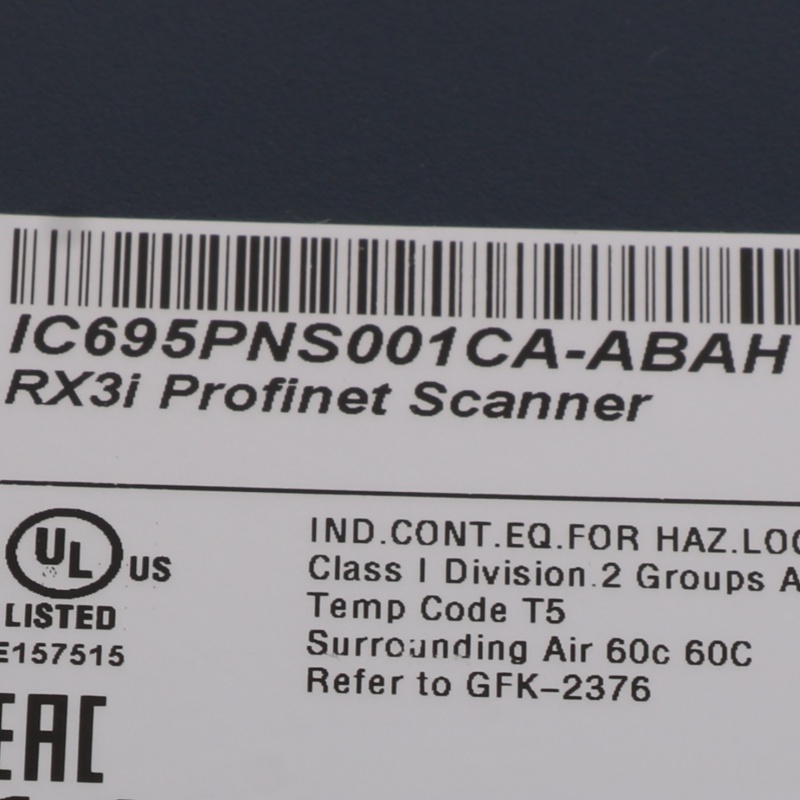 IC695PNS001CA-ABAH
RX3i Profinet Scanner
UL US
LISTED
E157515
EAC
IND.CONT.EQ.FOR HAZ.LOC
Class I Division 2 Groups A
Temp Code T5
Surrounding Air 60c 60C
Refer to GFK-2376